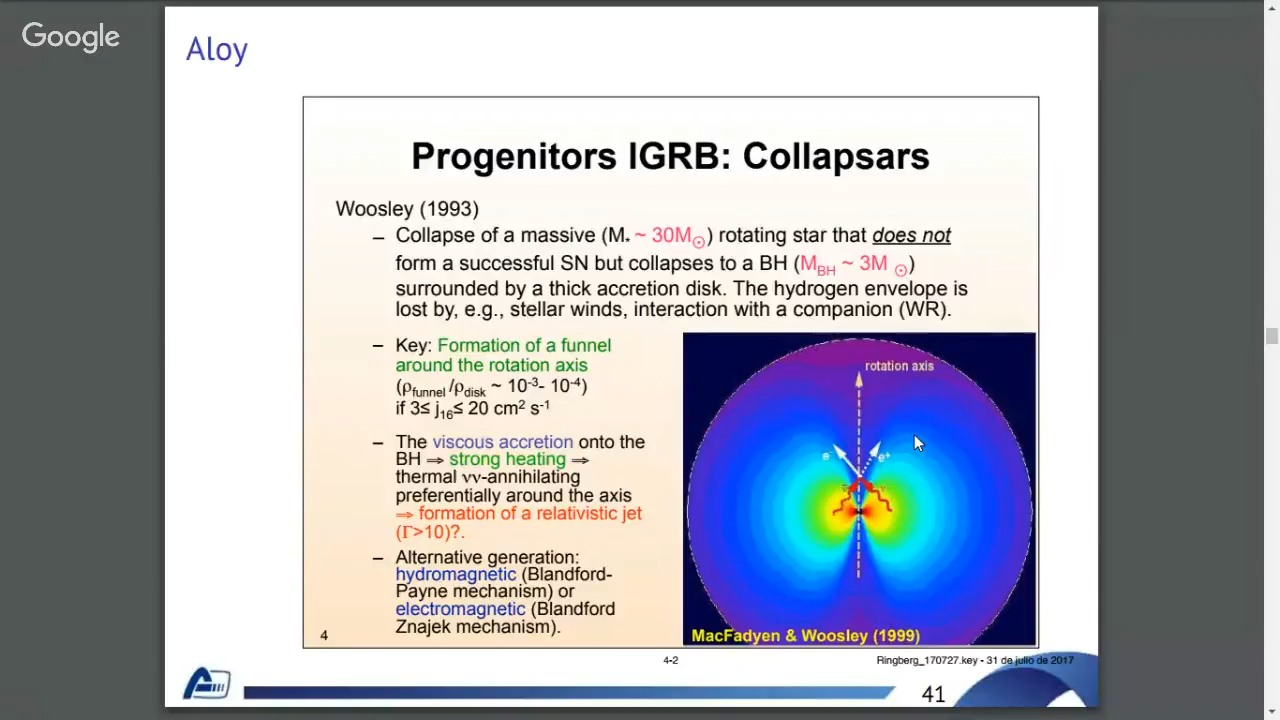 Google
Aloy
Progenitors lGRB: Collapsars
Woosley (1993)
– Collapse of a massive (M* ~ 30M☉) rotating star that does not
form a successful SN but collapses to a BH (MBH ~ 3M ☉)
surrounded by a thick accretion disk. The hydrogen envelope is
lost by, e.g., stellar winds, interaction with a companion (WR).
– Key: Formation of a funnel
around the rotation axis
(ρfunnel /ρdisk ~ 10-3- 10-4)
if 3≤ j16≤ 20 cm2 s-1
– The viscous accretion onto the
BH ⇒ strong heating ⇒
thermal νν-annihilating
preferentially around the axis
⇒ formation of a relativistic jet
(Γ>10)?.
– Alternative generation:
hydromagnetic (Blandford-
Payne mechanism) or
electromagnetic (Blandford
Znajek mechanism).
rotation axis
e- e+
MacFadyen & Woosley (1999)
4
4-2
Ringberg_170727.key - 31 de julio de 2017
41